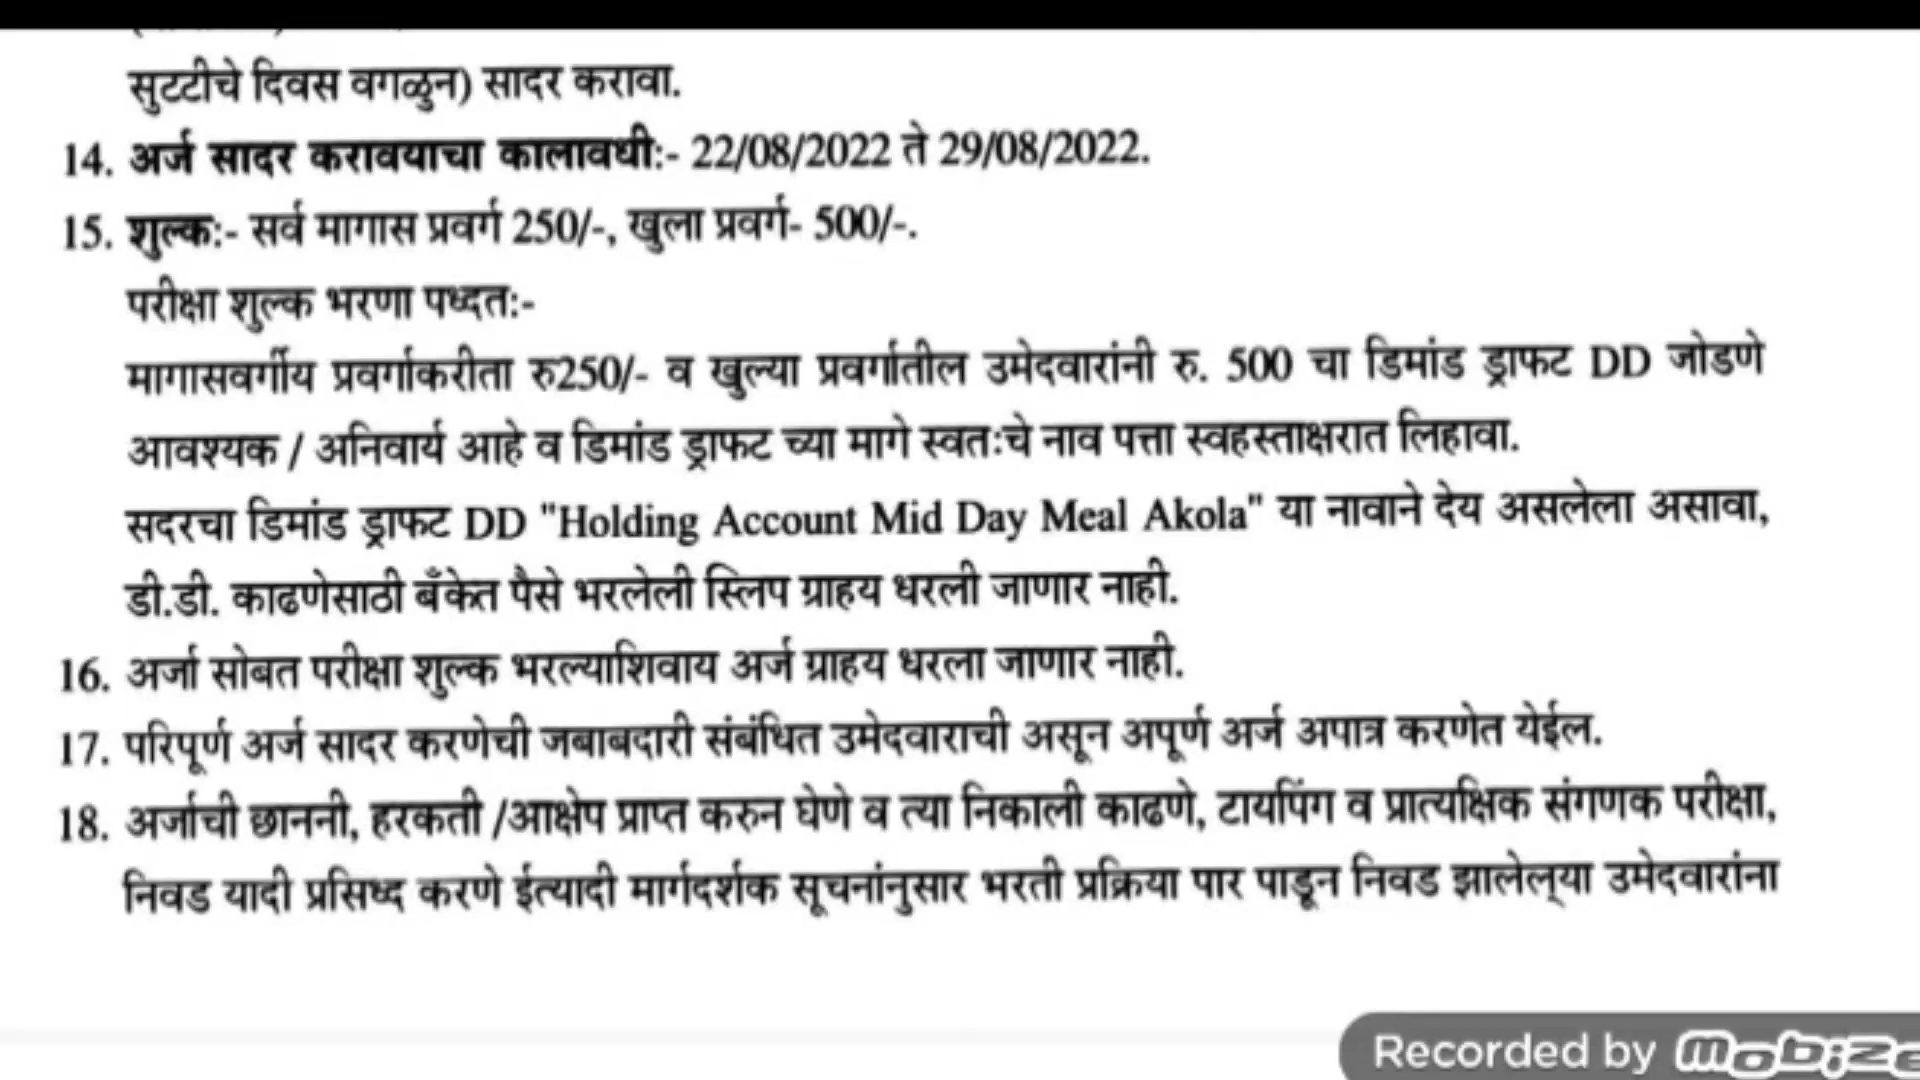 सुटटीचे दिवस वगळुन) सादर करावा.
14. अर्ज सादर करावयाचा कालावधी:- 22/08/2022 ते 29/08/2022.
15. शुल्क:- सर्व मागास प्रवर्ग 250/-, खुला प्रवर्ग- 500/-.
परीक्षा शुल्क भरणा पध्दत:-
मागासवर्गीय प्रवर्गाकरीता रु250/- व खुल्या प्रवर्गातील उमेदवारांनी रु. 500 चा डिमांड ड्राफट DD जोडणे
आवश्यक / अनिवार्य आहे व डिमांड ड्राफट च्या मागे स्वतःचे नाव पत्ता स्वहस्ताक्षरात लिहावा.
सदरचा डिमांड ड्राफट DD "Holding Account Mid Day Meal Akola" या नावाने देय असलेला असावा,
डी.डी. काढणेसाठी बँकेत पैसे भरलेली स्लिप ग्राहय धरली जाणार नाही.
16. अर्जा सोबत परीक्षा शुल्क भरल्याशिवाय अर्ज ग्राहय धरला जाणार नाही.
17. परिपूर्ण अर्ज सादर करणेची जबाबदारी संबंधित उमेदवाराची असून अपूर्ण अर्ज अपात्र करणेत येईल.
18. अर्जाची छाननी, हरकती /आक्षेप प्राप्त करुन घेणे व त्या निकाली काढणे, टायपिंग व प्रात्यक्षिक संगणक परीक्षा,
निवड यादी प्रसिध्द करणे ईत्यादी मार्गदर्शक सूचनांनुसार भरती प्रक्रिया पार पाडून निवड झालेल्‌या उमेदवारांना
Recorded by